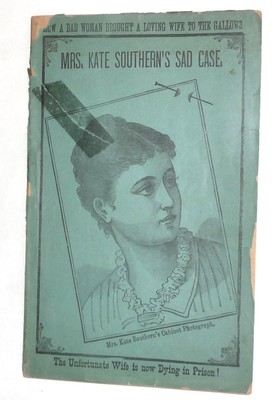 HOW A BAD WOMAN BROUGHT A LOVING WIFE TO THE GALLOWS
MRS. KATE SOUTHERN'S SAD CASE.
Mrs. Kate Southern's Cabinet Photograph.
The Unfortunate Wife is now Dying in Prison!